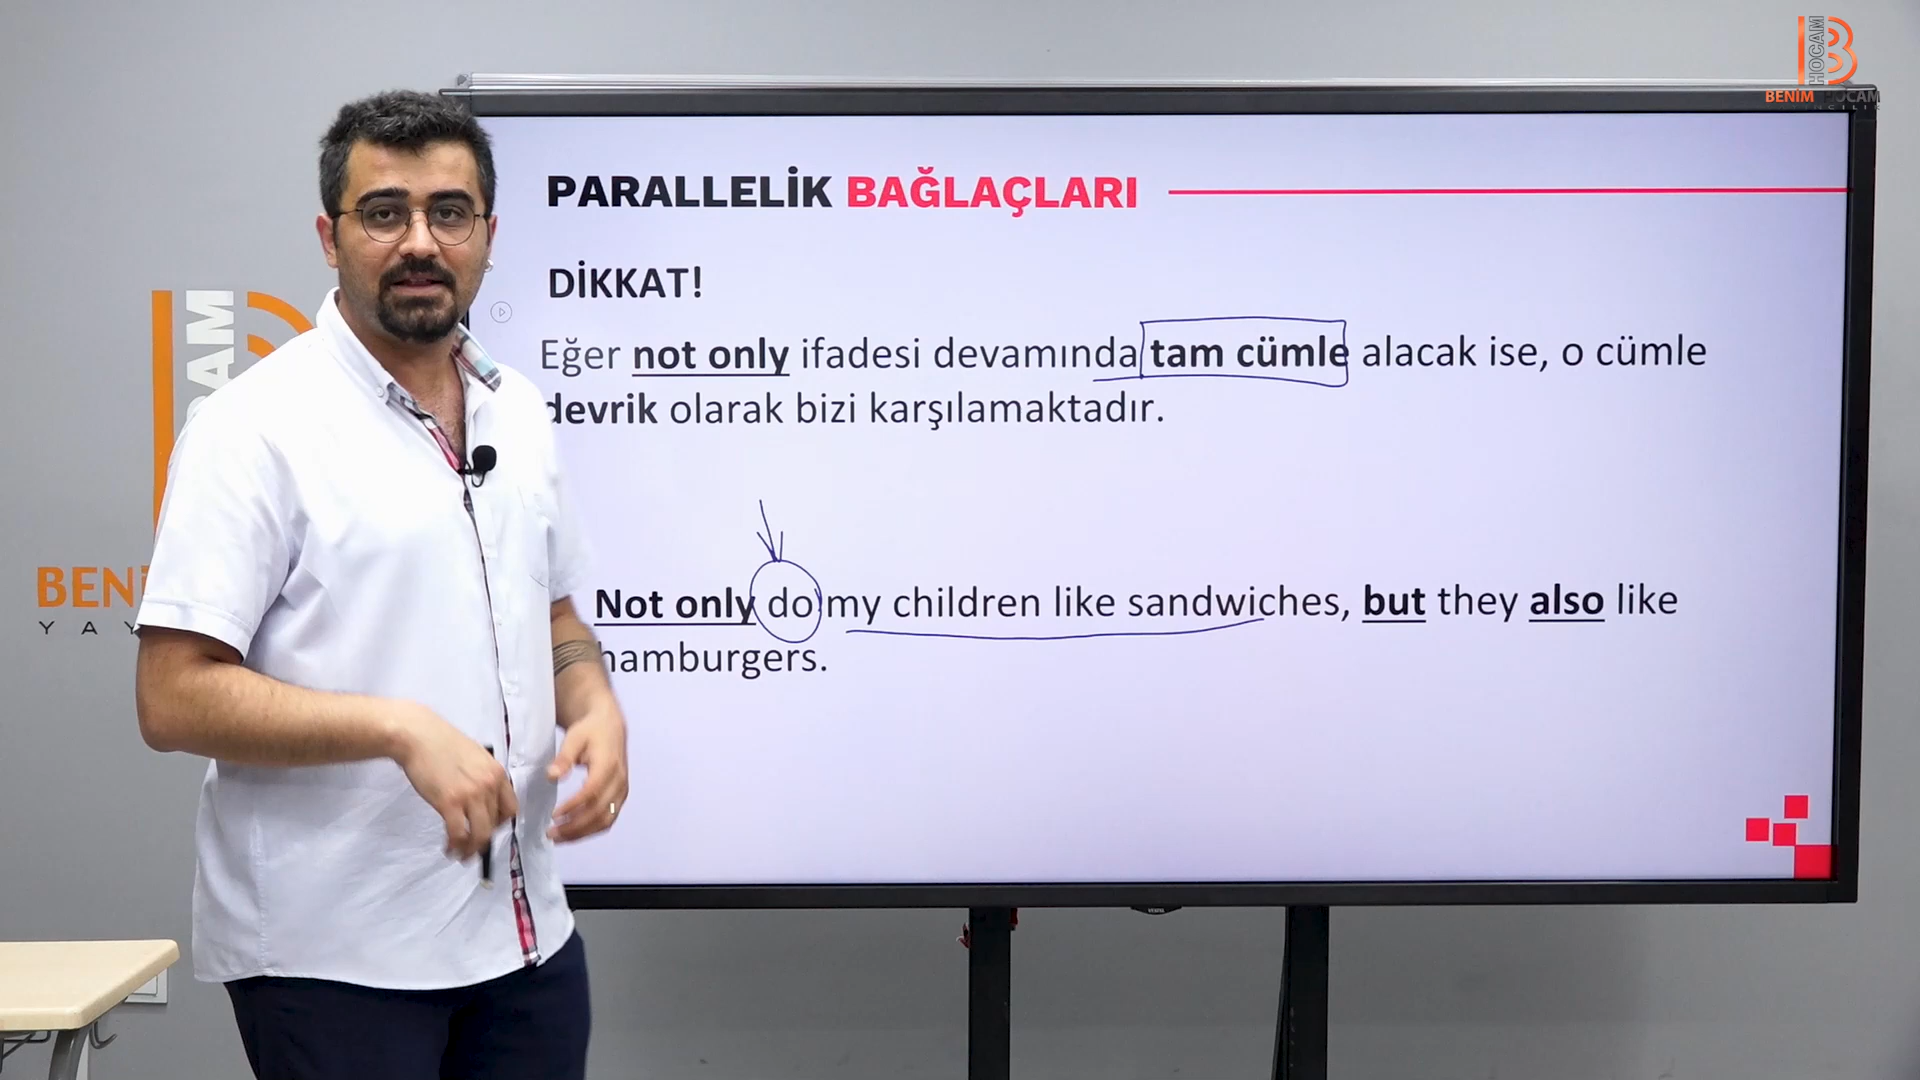 HOCAM
BENİM HOCAM
PARALLELİK BAĞLAÇLARI
DİKKAT!
Eğer not only ifadesi devamında tam cümle alacak ise, o cümle
devrik olarak bizi karşılamaktadır.
Not only do my children like sandwiches, but they also like
hamburgers.